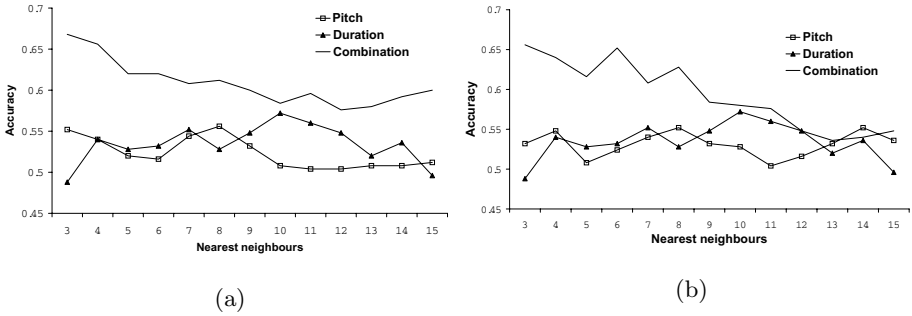 0.7
0.65
0.6
0.55
0.5
0.45
Accuracy
Pitch
Duration
Combination
3 4 5 6 7 8 9 10 11 12 13 14 15
Nearest neighbours
(a)
0.7
0.65
0.6
0.55
0.5
0.45
Accuracy
Pitch
Duration
Combination
3 4 5 6 7 8 9 10 11 12 13 14 15
Nearest neighbours
(b)